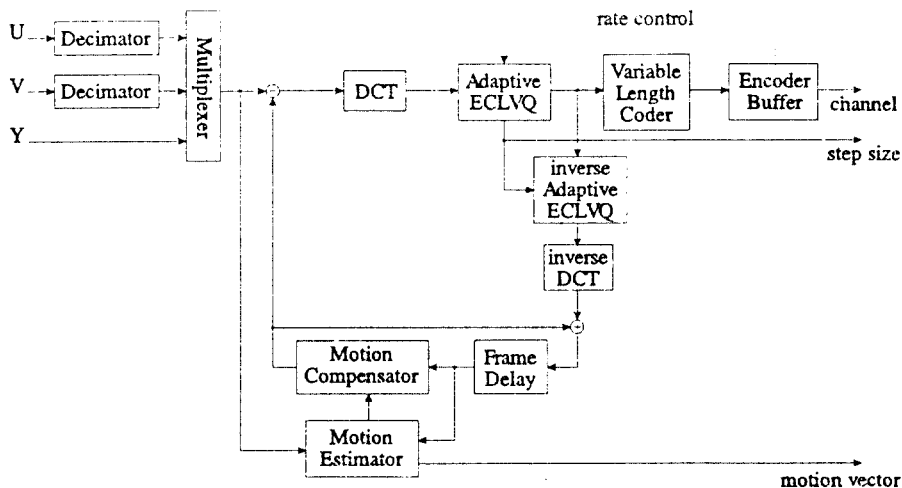 rate control
U
Decimator
V
Decimator
Y
Multiplexer
DCT
Adaptive
ECLVQ
Variable
Length
Coder
Encoder
Buffer
channel
step size
inverse
Adaptive
ECLVQ
inverse
DCT
Motion
Compensator
Frame
Delay
Motion
Estimator
motion vector